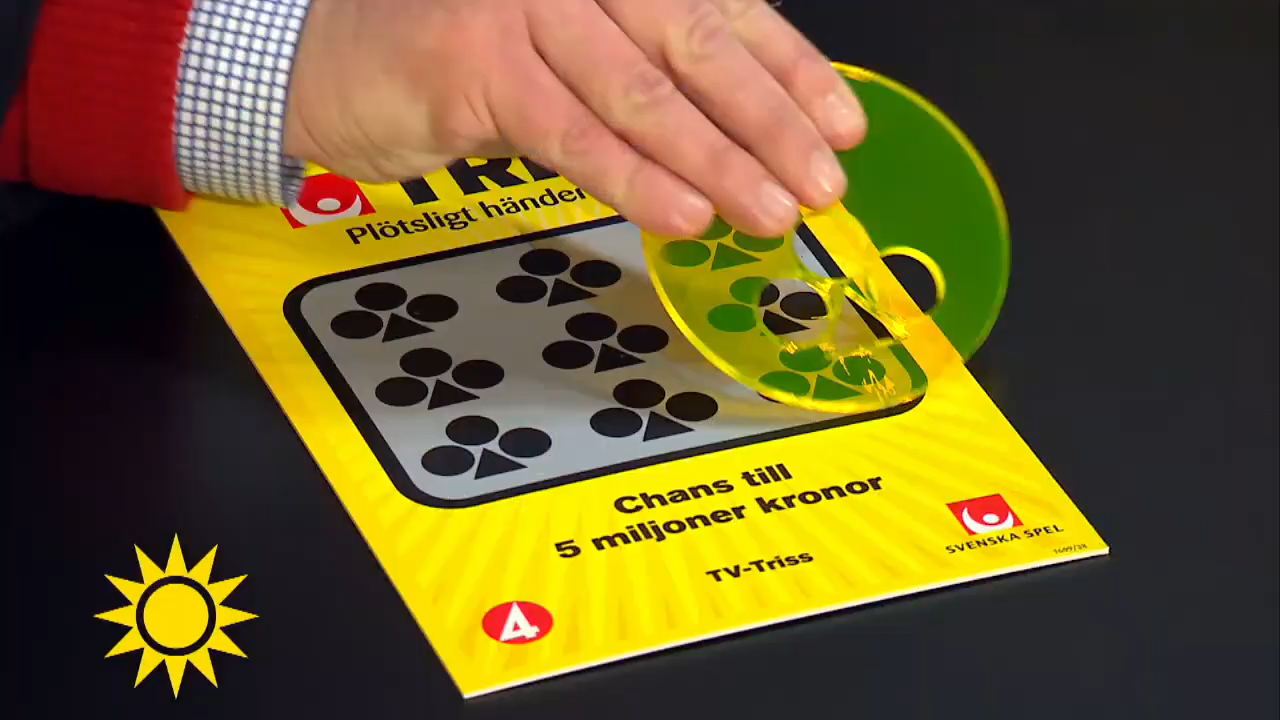 Plötsligt händer
Chans till
5 miljoner kronor
TV-Triss
SVENSKA SPEL
4